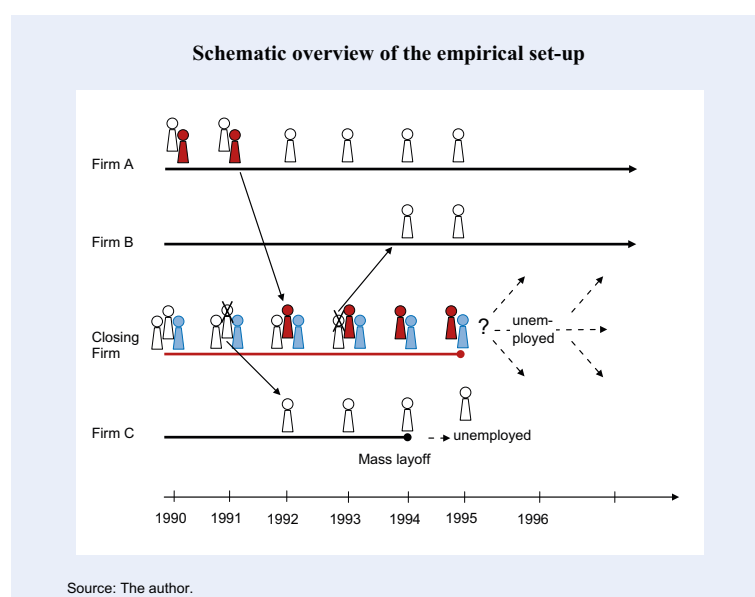 Schematic overview of the empirical set-up
Firm A
Firm B
Closing
Firm
?
unem-
ployed
Firm C
unemployed
Mass layoff
1990 1991 1992 1993 1994 1995 1996
Source: The author.